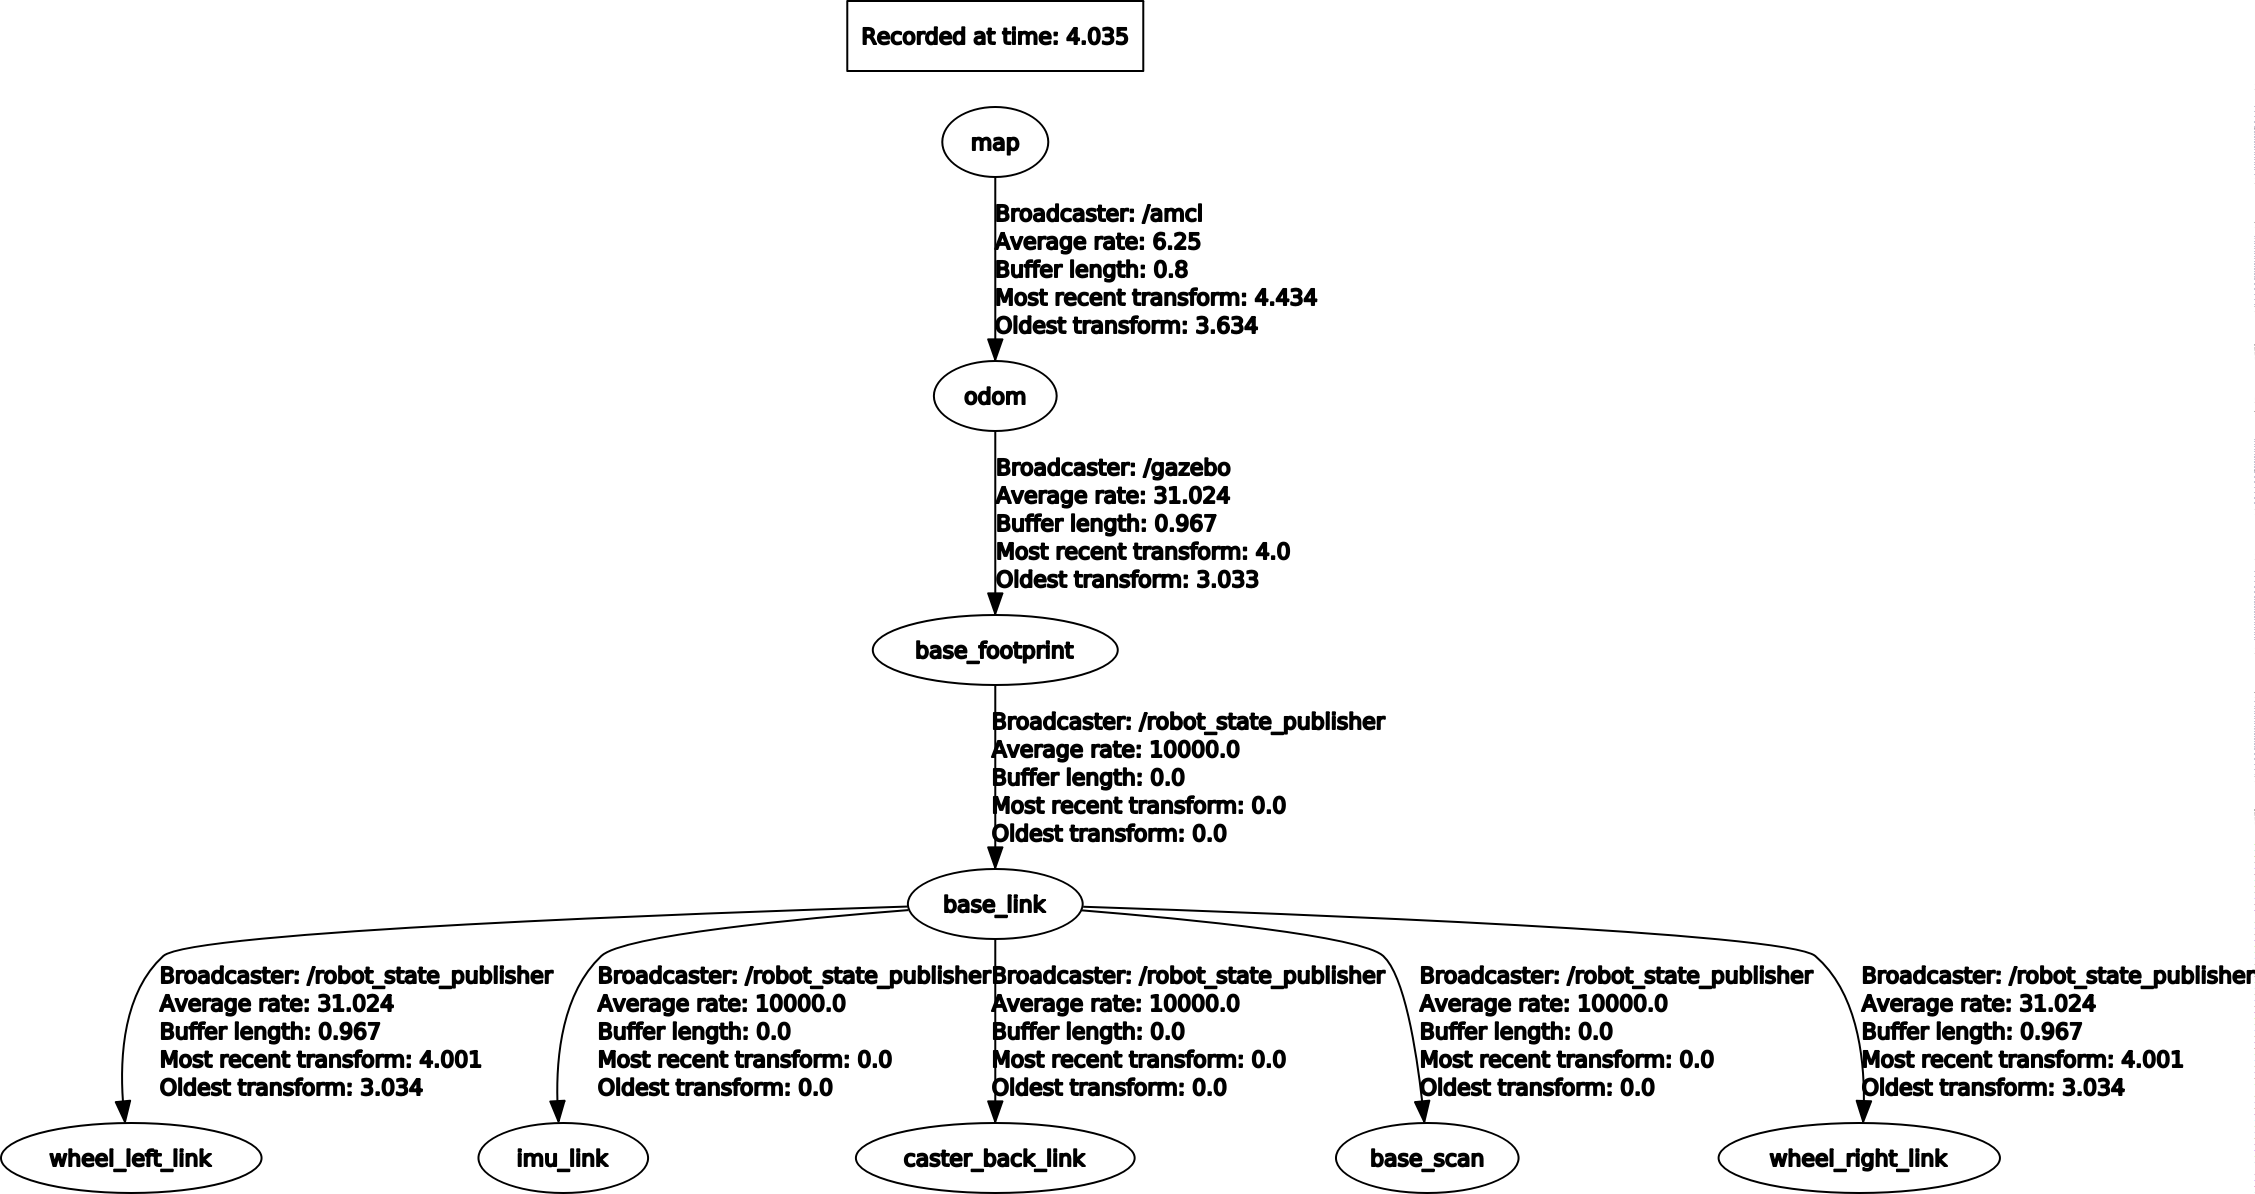 Recorded at time: 4.035
map
Broadcaster: /amcl
Average rate: 6.25
Buffer length: 0.8
Most recent transform: 4.434
Oldest transform: 3.634
odom
Broadcaster: /gazebo
Average rate: 31.024
Buffer length: 0.967
Most recent transform: 4.0
Oldest transform: 3.033
base_footprint
Broadcaster: /robot_state_publisher
Average rate: 10000.0
Buffer length: 0.0
Most recent transform: 0.0
Oldest transform: 0.0
base_link
Broadcaster: /robot_state_publisher
Average rate: 31.024
Buffer length: 0.967
Most recent transform: 4.001
Oldest transform: 3.034
Broadcaster: /robot_state_publisher
Average rate: 10000.0
Buffer length: 0.0
Most recent transform: 0.0
Oldest transform: 0.0
Broadcaster: /robot_state_publisher
Average rate: 10000.0
Buffer length: 0.0
Most recent transform: 0.0
Oldest transform: 0.0
Broadcaster: /robot_state_publisher
Average rate: 10000.0
Buffer length: 0.0
Most recent transform: 0.0
Oldest transform: 0.0
Broadcaster: /robot_state_publisher
Average rate: 31.024
Buffer length: 0.967
Most recent transform: 4.001
Oldest transform: 3.034
wheel_left_link
imu_link
caster_back_link
base_scan
wheel_right_link